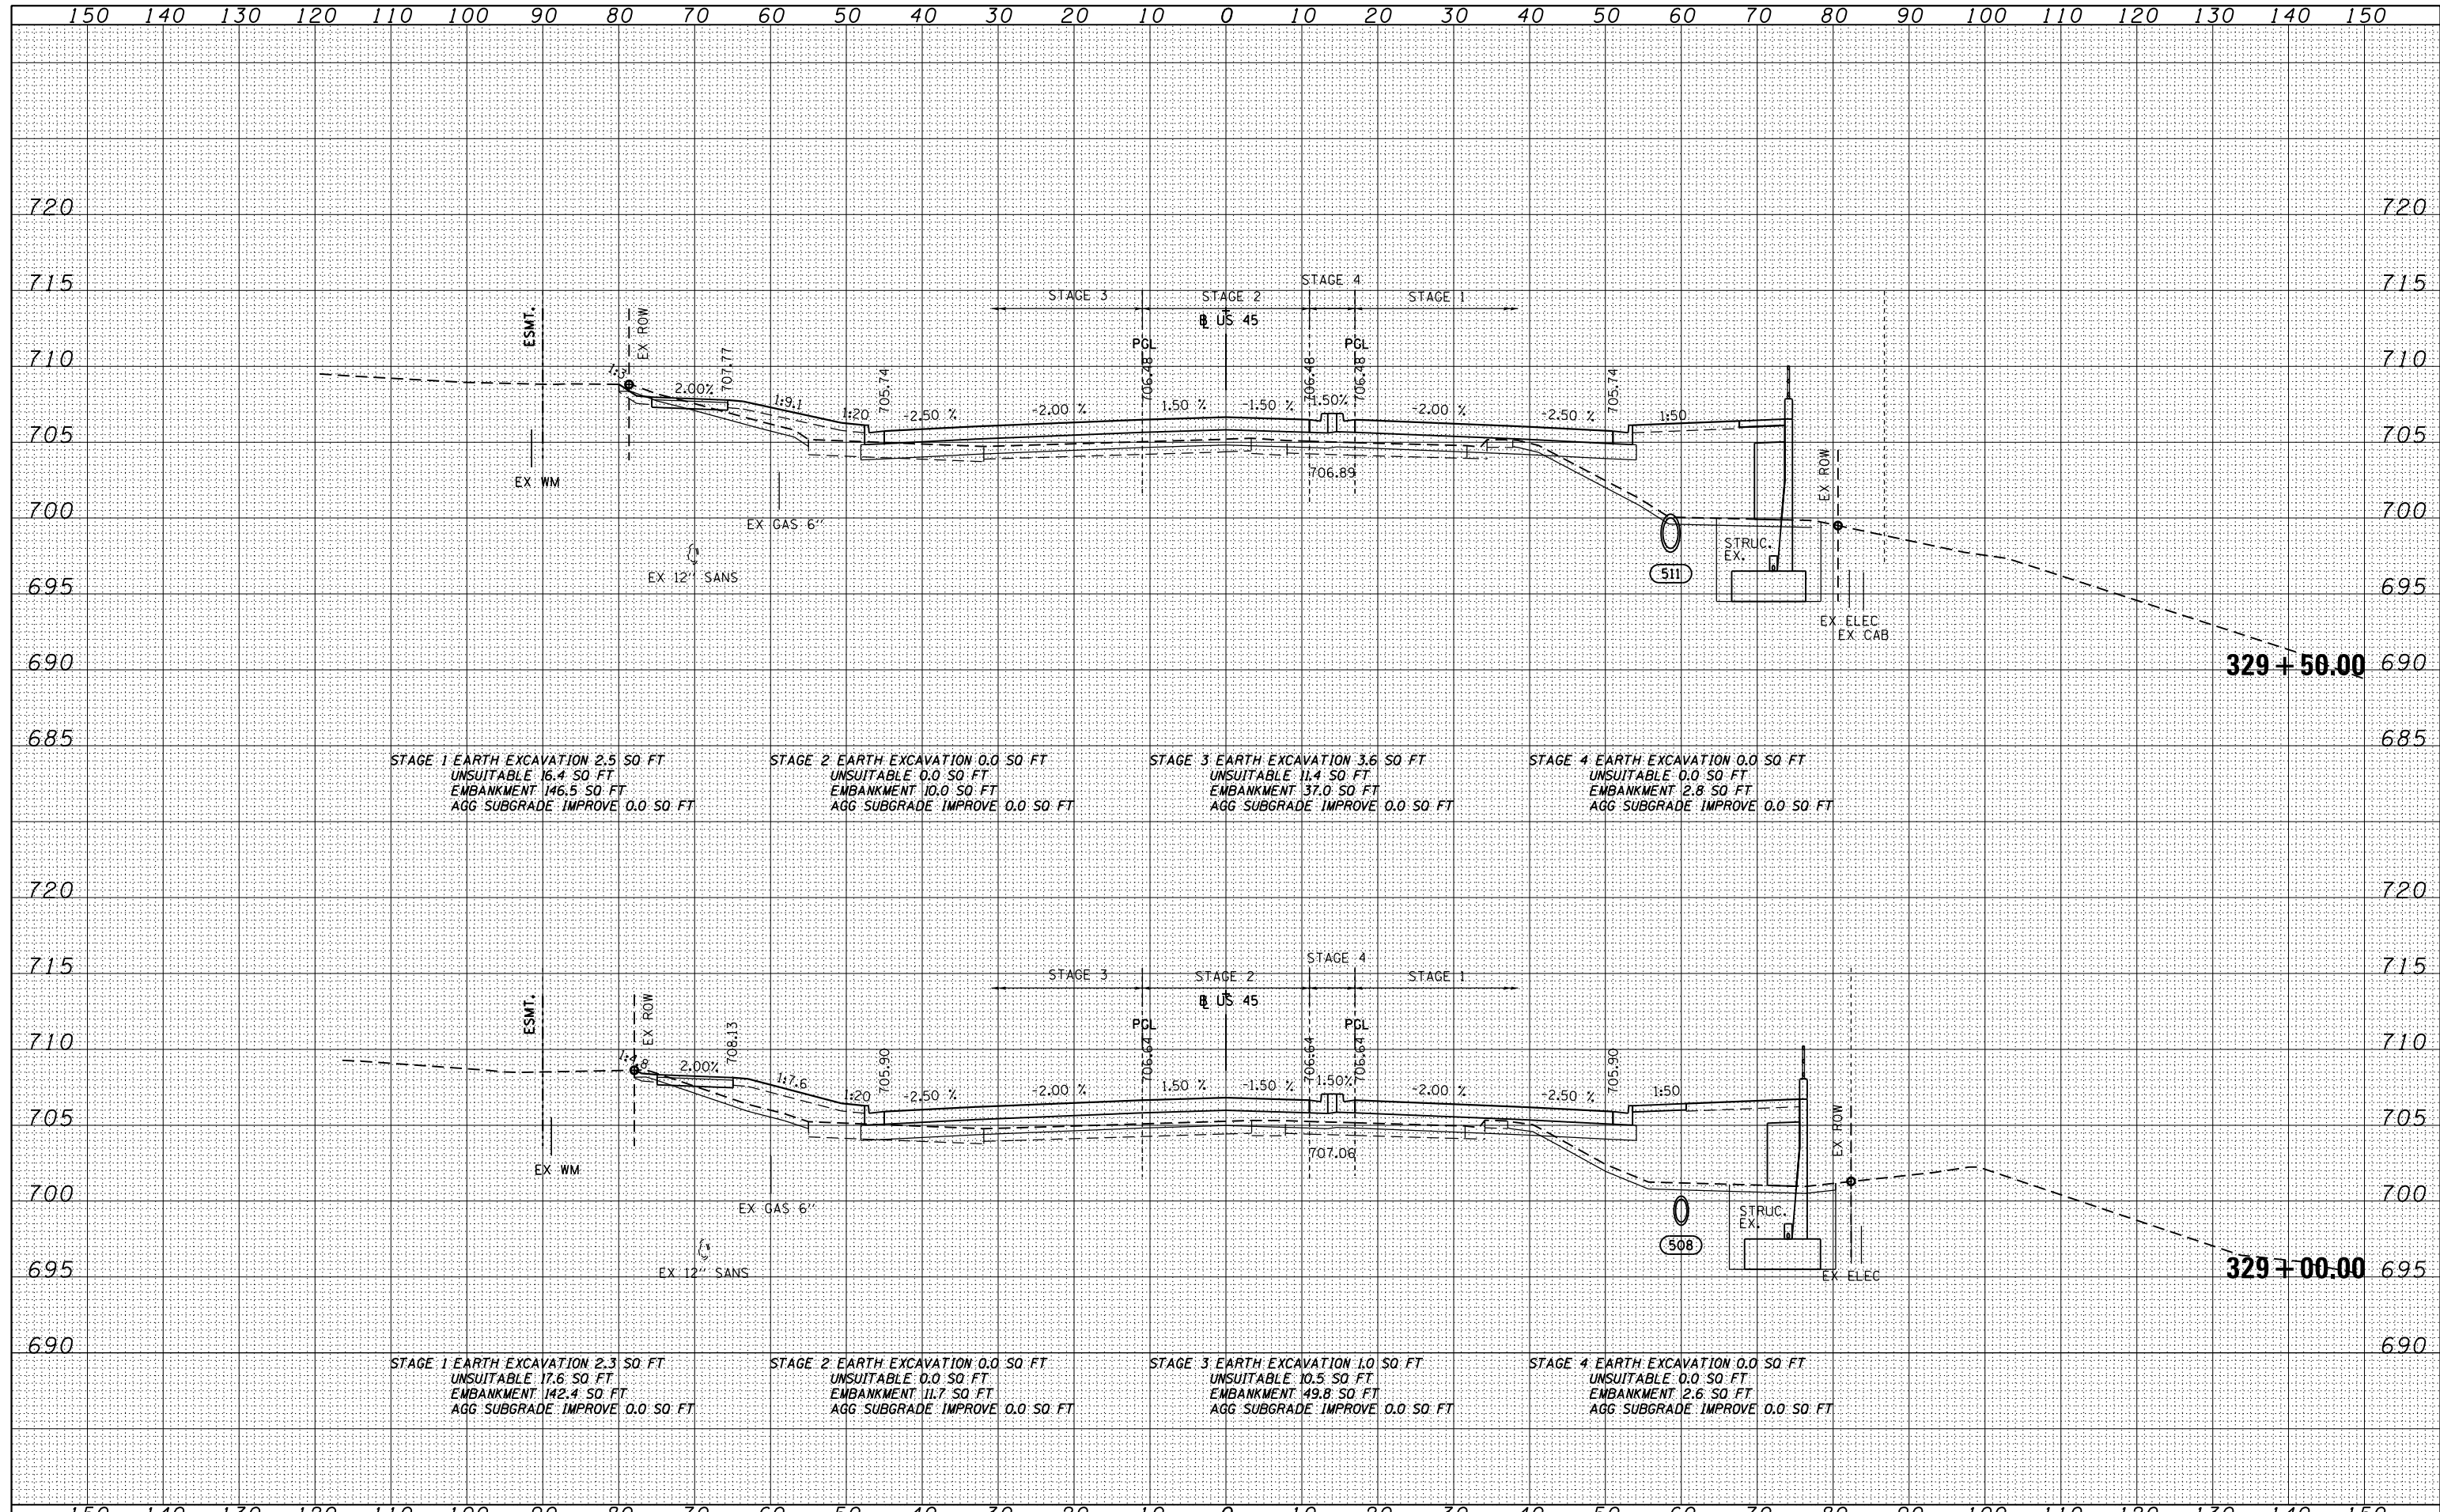 150 140 130 120 110 100 90 80 70 60 50 40 30 20 10 0 10 20 30 40 50 60 70 80 90 100 110 120 130 140 150
720 720
715 715
STAGE 4
STAGE 3 STAGE 2 STAGE 1
ESMT. EX ROW
℄ US 45
PGL PGL
710 710
1:3 2.00% 707.77 1:9.1 1:20 705.74 -2.50 % -2.00 % 706.48 1.50 % -1.50 % 706.48 1.50% 706.48 -2.00 % -2.50 % 705.74 1:50
705 705
EX WM
706.89
EX ROW
700 700
EX GAS 6''
STRUC.
EX.
EX 12'' SANS
511
695 695
EX ELEC
EX CAB
690 329+50.00 690
685 685
STAGE 1 EARTH EXCAVATION 2.5 SQ FT
UNSUITABLE 16.4 SQ FT
EMBANKMENT 146.5 SQ FT
AGG SUBGRADE IMPROVE 0.0 SQ FT
STAGE 2 EARTH EXCAVATION 0.0 SQ FT
UNSUITABLE 0.0 SQ FT
EMBANKMENT 10.0 SQ FT
AGG SUBGRADE IMPROVE 0.0 SQ FT
STAGE 3 EARTH EXCAVATION 3.6 SQ FT
UNSUITABLE 11.4 SQ FT
EMBANKMENT 37.0 SQ FT
AGG SUBGRADE IMPROVE 0.0 SQ FT
STAGE 4 EARTH EXCAVATION 0.0 SQ FT
UNSUITABLE 0.0 SQ FT
EMBANKMENT 2.8 SQ FT
AGG SUBGRADE IMPROVE 0.0 SQ FT
720 720
715 715
STAGE 4
STAGE 3 STAGE 2 STAGE 1
ESMT. EX ROW
℄ US 45
PGL PGL
710 710
1:4.8 2.00% 708.13 1:7.6 1:20 705.90 -2.50 % -2.00 % 706.64 1.50 % -1.50 % 706.64 1.50% 706.64 -2.00 % -2.50 % 705.90 1:50
705 705
EX WM
707.06
EX ROW
700 700
EX GAS 6''
STRUC.
EX.
EX 12'' SANS
508
EX ELEC
695 329+00.00 695
690 690
STAGE 1 EARTH EXCAVATION 2.3 SQ FT
UNSUITABLE 17.6 SQ FT
EMBANKMENT 142.4 SQ FT
AGG SUBGRADE IMPROVE 0.0 SQ FT
STAGE 2 EARTH EXCAVATION 0.0 SQ FT
UNSUITABLE 0.0 SQ FT
EMBANKMENT 11.7 SQ FT
AGG SUBGRADE IMPROVE 0.0 SQ FT
STAGE 3 EARTH EXCAVATION 1.0 SQ FT
UNSUITABLE 10.5 SQ FT
EMBANKMENT 49.8 SQ FT
AGG SUBGRADE IMPROVE 0.0 SQ FT
STAGE 4 EARTH EXCAVATION 0.0 SQ FT
UNSUITABLE 0.0 SQ FT
EMBANKMENT 2.6 SQ FT
AGG SUBGRADE IMPROVE 0.0 SQ FT
150 140 130 120 110 100 90 80 70 60 50 40 30 20 10 0 10 20 30 40 50 60 70 80 90 100 110 120 130 140 150